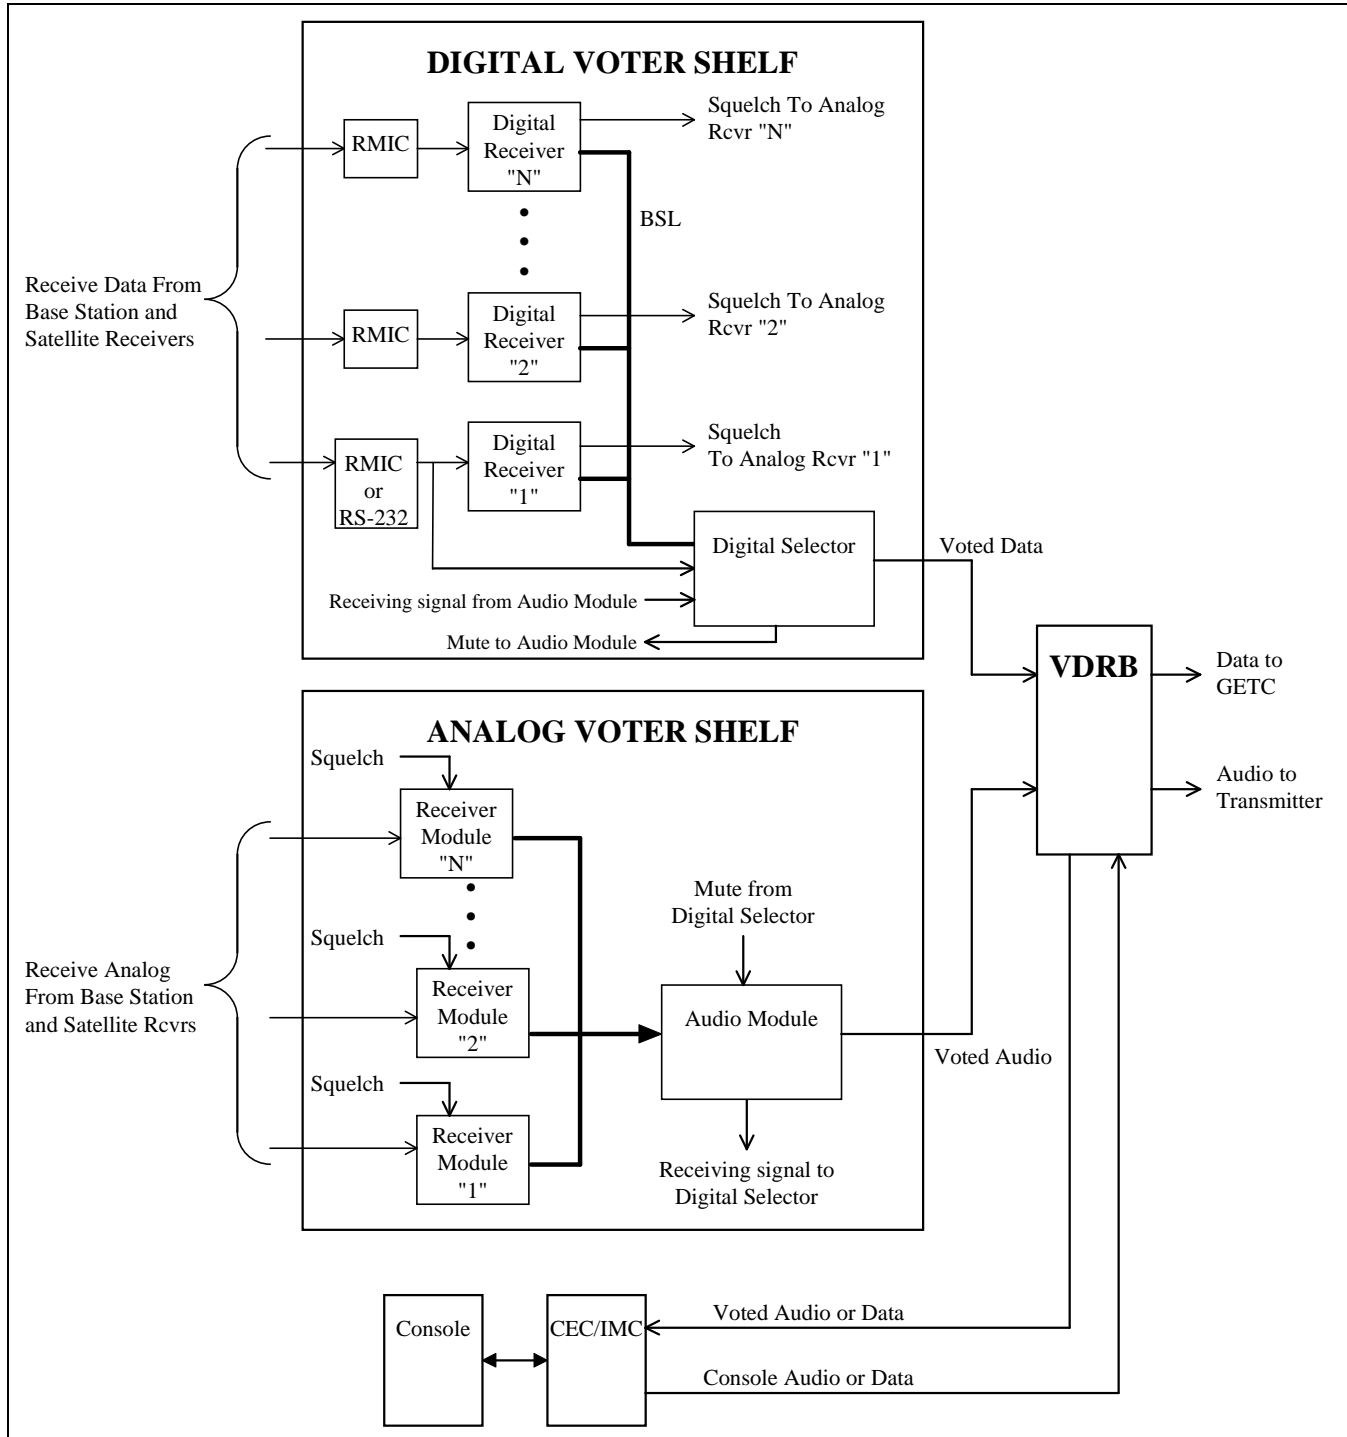 DIGITAL VOTER SHELF
RMIC
Digital
Receiver
"N"
Squelch To Analog
Rcvr "N"
BSL
Receive Data From
Base Station and
Satellite Receivers
RMIC
Digital
Receiver
"2"
Squelch To Analog
Rcvr "2"
RMIC
or
RS-232
Digital
Receiver
"1"
Squelch
To Analog Rcvr "1"
Digital Selector
Voted Data
Receiving signal from Audio Module
Mute to Audio Module
VDRB
Data to
GETC
Audio to
Transmitter
ANALOG VOTER SHELF
Squelch
Receiver
Module
"N"
Squelch
Receiver
Module
"2"
Squelch
Receiver
Module
"1"
Receive Analog
From Base Station
and Satellite Rcvrs
Mute from
Digital Selector
Audio Module
Voted Audio
Receiving signal to
Digital Selector
Console
CEC/IMC
Voted Audio or Data
Console Audio or Data